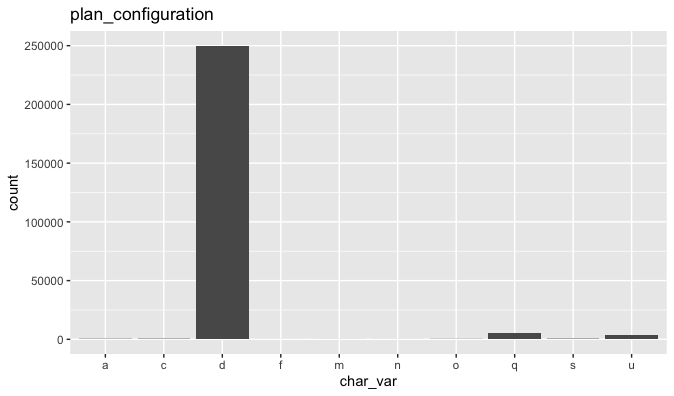 plan_configuration
250000
200000
150000
100000
50000
0
count
a c d f m n o q s u
char_var